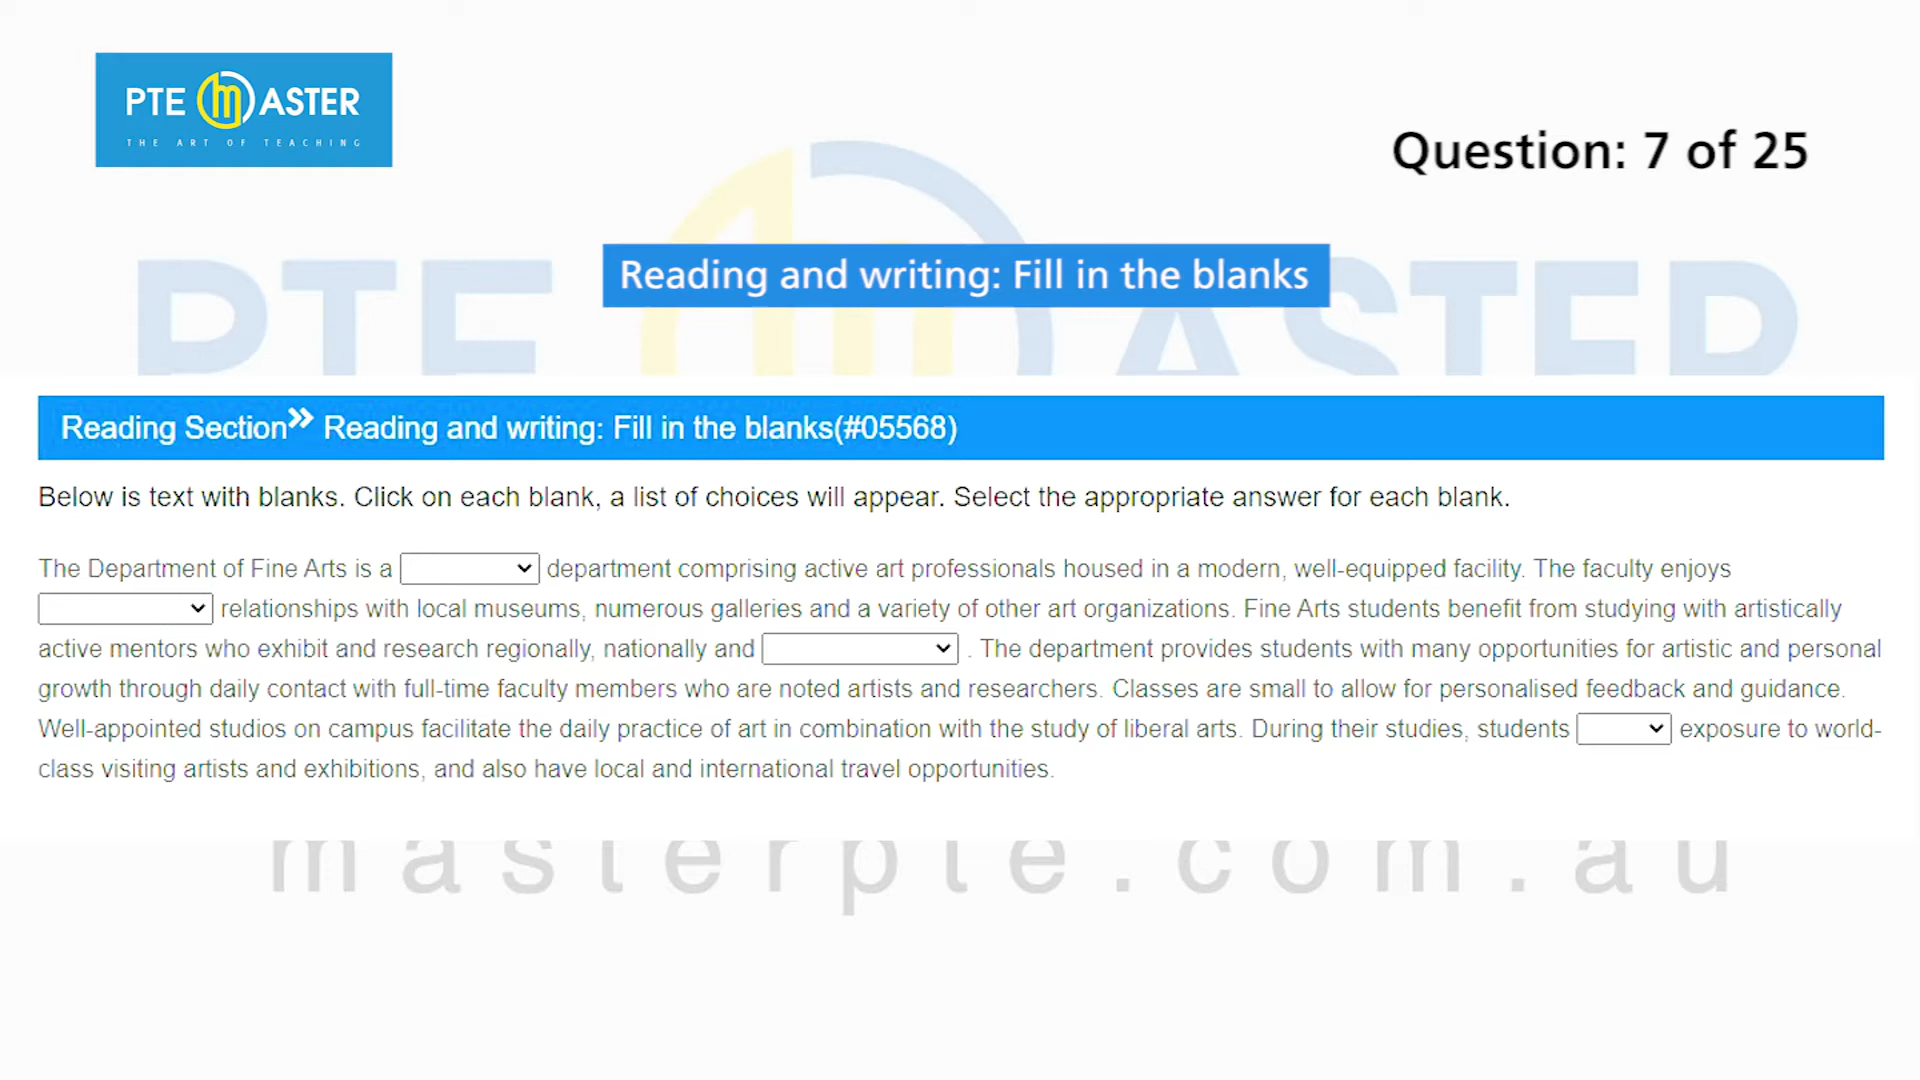 PTE MASTER
THE ART OF TEACHING
Question: 7 of 25
PTE MASTER
Reading and writing: Fill in the blanks
Reading Section» Reading and writing: Fill in the blanks(#05568)
Below is text with blanks. Click on each blank, a list of choices will appear. Select the appropriate answer for each blank.
The Department of Fine Arts is a department comprising active art professionals housed in a modern, well-equipped facility. The faculty enjoys
relationships with local museums, numerous galleries and a variety of other art organizations. Fine Arts students benefit from studying with artistically
active mentors who exhibit and research regionally, nationally and . The department provides students with many opportunities for artistic and personal
growth through daily contact with full-time faculty members who are noted artists and researchers. Classes are small to allow for personalised feedback and guidance.
Well-appointed studios on campus facilitate the daily practice of art in combination with the study of liberal arts. During their studies, students exposure to world-
class visiting artists and exhibitions, and also have local and international travel opportunities.
masterpte.com.au